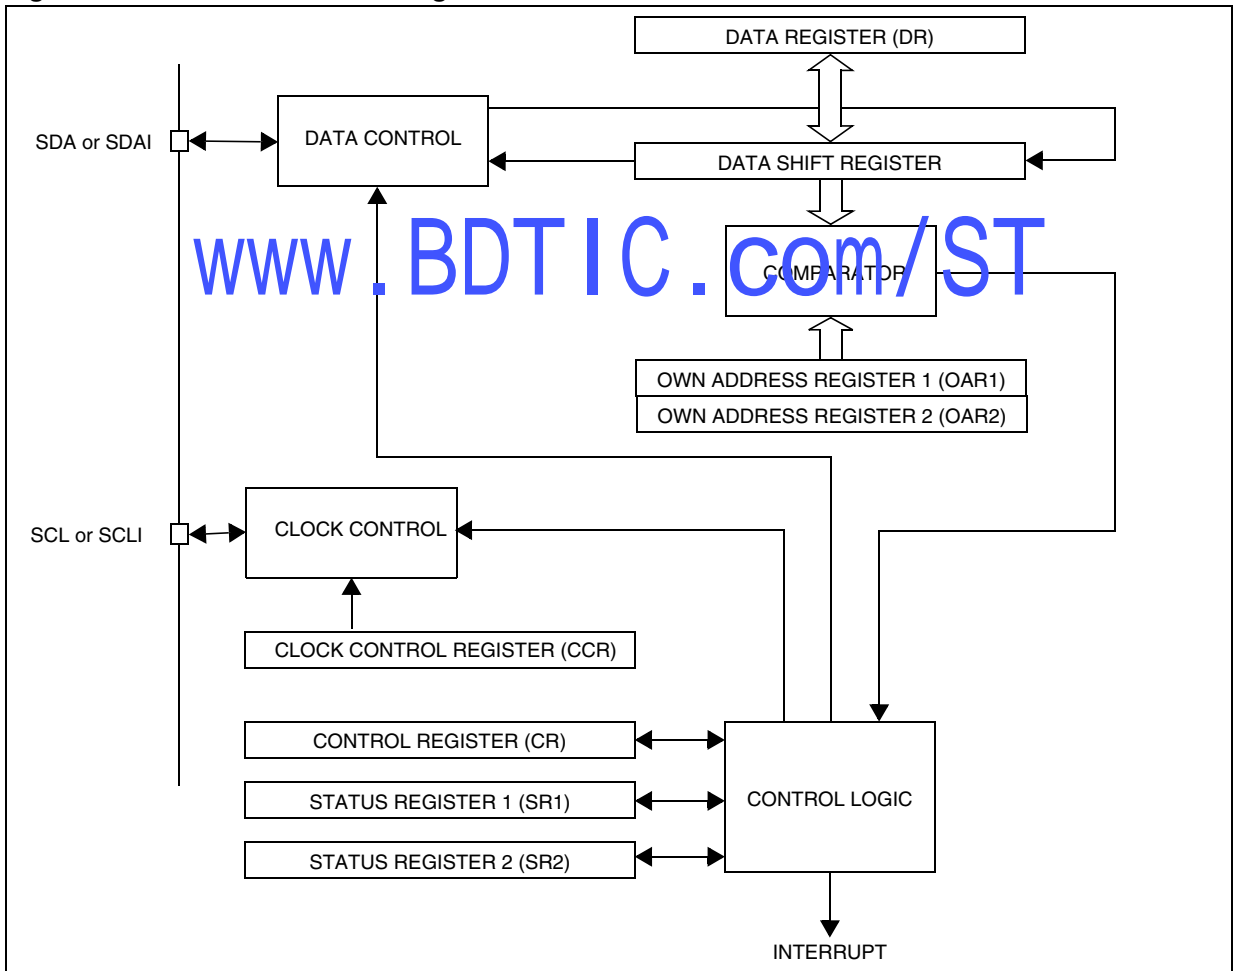 DATA REGISTER (DR)
SDA or SDAI
DATA CONTROL
DATA SHIFT REGISTER
www.BDTIC.com/ST
COMPARATOR
OWN ADDRESS REGISTER 1 (OAR1)
OWN ADDRESS REGISTER 2 (OAR2)
SCL or SCLI
CLOCK CONTROL
CLOCK CONTROL REGISTER (CCR)
CONTROL REGISTER (CR)
STATUS REGISTER 1 (SR1)
CONTROL LOGIC
STATUS REGISTER 2 (SR2)
INTERRUPT